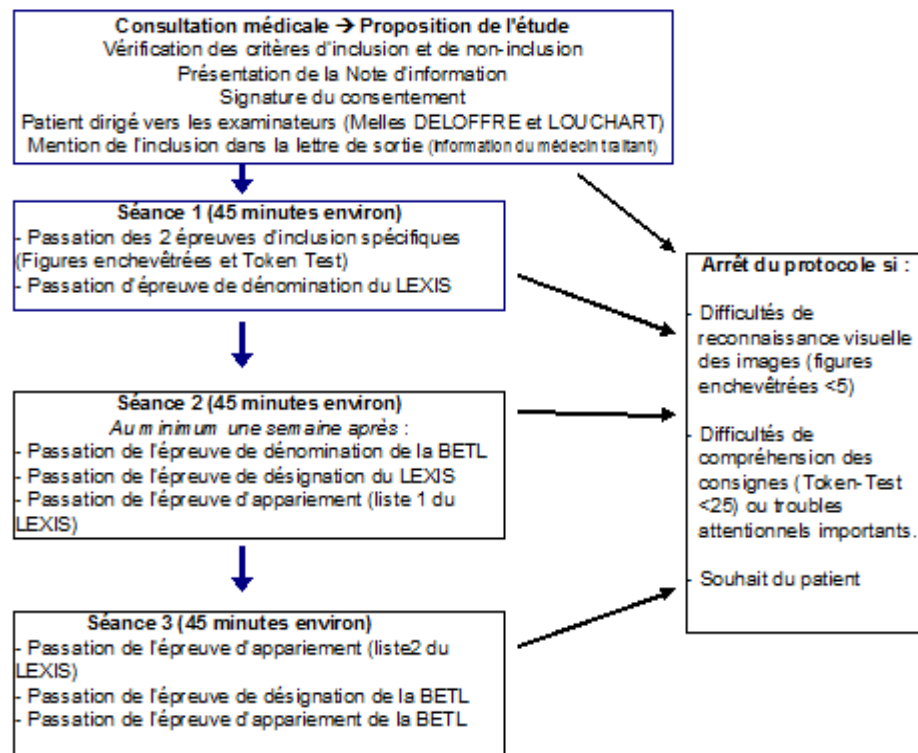 Consultation médicale → Proposition de l'étude
Vérification des critères d'inclusion et de non-inclusion
Présentation de la Note d'information
Signature du consentement
Patient dirigé vers les examinateurs (Melles DELOFFRE et LOUCHART)
Mention de l'inclusion dans la lettre de sortie (information du médecin traitant)
Séance 1 (45 minutes environ)
- Passation des 2 épreuves d'inclusion spécifiques
(Figures enchevêtrées et Token Test)
- Passation d'épreuve de dénomination du LEXIS
Séance 2 (45 minutes environ)
Au minimum une semaine après :
- Passation de l'épreuve de dénomination de la BETL
- Passation de l'épreuve de désignation du LEXIS
- Passation de l'épreuve d'appariement (liste 1 du
LEXIS)
Séance 3 (45 minutes environ)
- Passation de l'épreuve d'appariement (liste2 du
LEXIS)
- Passation de l'épreuve de désignation de la BETL
- Passation de l'épreuve d'appariement de la BETL
Arrêt du protocole si :
- Difficultés de
reconnaissance visuelle
des images (figures
enchevêtrées <5)
- Difficultés de
compréhension des
consignes (Token-Test
<25) ou troubles
attentionnels importants.
- Souhait du patient